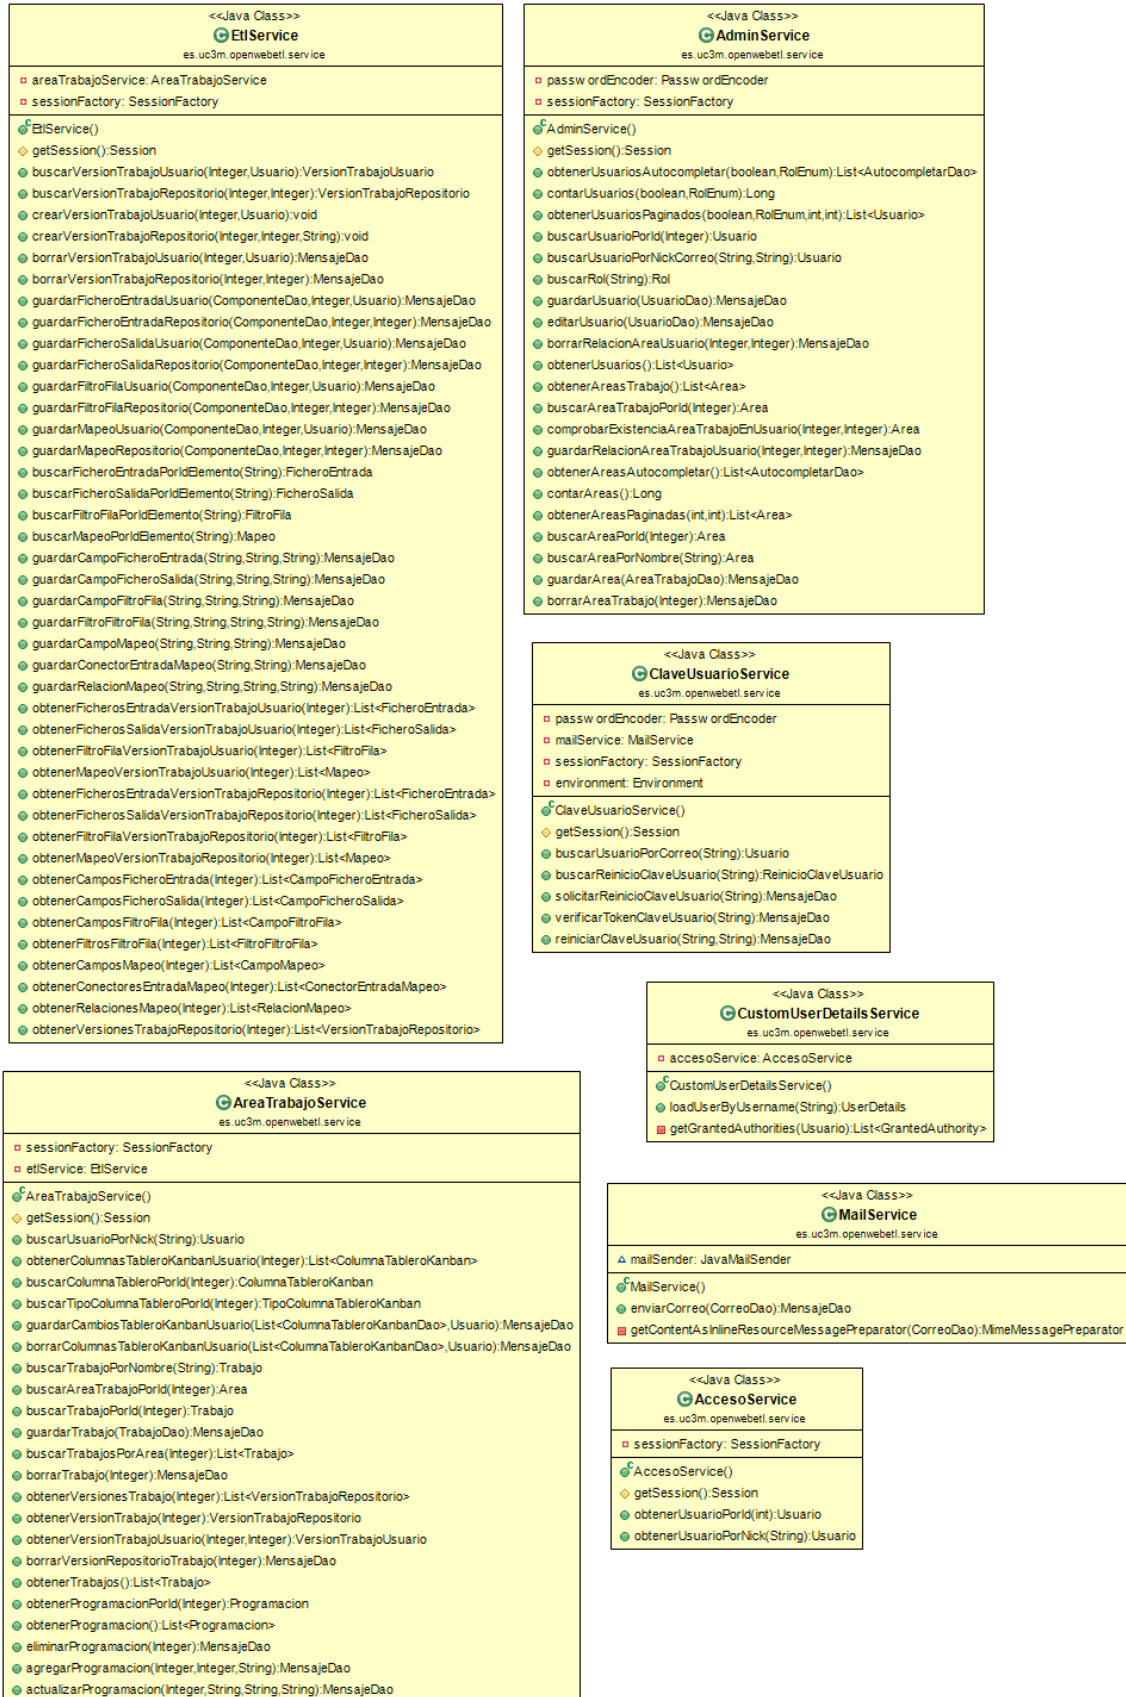 <<Java Class>>
EtlService
es.uc3m.openwebetl.service
areaTrabajoService: AreaTrabajoService
sessionFactory: SessionFactory
EtlService()
getSession():Session
buscarVersionTrabajoUsuario(Integer,Usuario):VersionTrabajoUsuario
buscarVersionTrabajoRepositorio(Integer,Integer):VersionTrabajoRepositorio
crearVersionTrabajoUsuario(Integer,Usuario):void
crearVersionTrabajoRepositorio(Integer,Integer,String):void
borrarVersionTrabajoUsuario(Integer,Usuario):MensajeDao
borrarVersionTrabajoRepositorio(Integer,Integer):MensajeDao
guardarFicheroEntradaUsuario(ComponenteDao,Integer,Usuario):MensajeDao
guardarFicheroEntradaRepositorio(ComponenteDao,Integer,Integer):MensajeDao
guardarFicheroSalidaUsuario(ComponenteDao,Integer,Usuario):MensajeDao
guardarFicheroSalidaRepositorio(ComponenteDao,Integer,Integer):MensajeDao
guardarFiltroFilaUsuario(ComponenteDao,Integer,Usuario):MensajeDao
guardarFiltroFilaRepositorio(ComponenteDao,Integer,Integer):MensajeDao
guardarMapeoUsuario(ComponenteDao,Integer,Usuario):MensajeDao
guardarMapeoRepositorio(ComponenteDao,Integer,Integer):MensajeDao
buscarFicheroEntradaPorIdElemento(String):FicheroEntrada
buscarFicheroSalidaPorIdElemento(String):FicheroSalida
buscarFiltroFilaPorIdElemento(String):FiltroFila
buscarMapeoPorIdElemento(String):Mapeo
guardarCampoFicheroEntrada(String,String,String):MensajeDao
guardarCampoFicheroSalida(String,String,String):MensajeDao
guardarCampoFiltroFila(String,String,String):MensajeDao
guardarFiltroFiltroFila(String,String,String,String):MensajeDao
guardarCampoMapeo(String,String,String):MensajeDao
guardarConectorEntradaMapeo(String,String):MensajeDao
guardarRelacionMapeo(String,String,String,String):MensajeDao
obtenerFicherosEntradaVersionTrabajoUsuario(Integer):List<FicheroEntrada>
obtenerFicherosSalidaVersionTrabajoUsuario(Integer):List<FicheroSalida>
obtenerFiltroFilaVersionTrabajoUsuario(Integer):List<FiltroFila>
obtenerMapeoVersionTrabajoUsuario(Integer):List<Mapeo>
obtenerFicherosEntradaVersionTrabajoRepositorio(Integer):List<FicheroEntrada>
obtenerFicherosSalidaVersionTrabajoRepositorio(Integer):List<FicheroSalida>
obtenerFiltroFilaVersionTrabajoRepositorio(Integer):List<FiltroFila>
obtenerMapeoVersionTrabajoRepositorio(Integer):List<Mapeo>
obtenerCamposFicheroEntrada(Integer):List<CampoFicheroEntrada>
obtenerCamposFicheroSalida(Integer):List<CampoFicheroSalida>
obtenerCamposFiltroFila(Integer):List<CampoFiltroFila>
obtenerFiltrosFiltroFila(Integer):List<FiltroFiltroFila>
obtenerCamposMapeo(Integer):List<CampoMapeo>
obtenerConectoresEntradaMapeo(Integer):List<ConectorEntradaMapeo>
obtenerRelacionesMapeo(Integer):List<RelacionMapeo>
obtenerVersionesTrabajoRepositorio(Integer):List<VersionTrabajoRepositorio>
<<Java Class>>
AdminService
es.uc3m.openwebetl.service
passwordEncoder: PasswordEncoder
sessionFactory: SessionFactory
AdminService()
getSession():Session
obtenerUsuariosAutocompletar(boolean,RolEnum):List<AutocompletarDao>
contarUsuarios(boolean,RolEnum):Long
obtenerUsuariosPaginados(boolean,RolEnum,int,int):List<Usuario>
buscarUsuarioPorId(Integer):Usuario
buscarUsuarioPorNickCorreo(String,String):Usuario
buscarRol(String):Rol
guardarUsuario(UsuarioDao):MensajeDao
editarUsuario(UsuarioDao):MensajeDao
borrarRelacionAreaUsuario(Integer,Integer):MensajeDao
obtenerUsuarios():List<Usuario>
obtenerAreasTrabajo():List<Area>
buscarAreaTrabajoPorId(Integer):Area
comprobarExistenciaAreaTrabajoEnUsuario(Integer,Integer):Area
guardarRelacionAreaTrabajoUsuario(Integer,Integer):MensajeDao
obtenerAreasAutocompletar():List<AutocompletarDao>
contarAreas():Long
obtenerAreasPaginadas(int,int):List<Area>
buscarAreaPorId(Integer):Area
buscarAreaPorNombre(String):Area
guardarArea(AreaTrabajoDao):MensajeDao
borrarAreaTrabajo(Integer):MensajeDao
<<Java Class>>
ClaveUsuarioService
es.uc3m.openwebetl.service
passwordEncoder: PasswordEncoder
mailService: MailService
sessionFactory: SessionFactory
environment: Environment
ClaveUsuarioService()
getSession():Session
buscarUsuarioPorCorreo(String):Usuario
buscarReinicioClaveUsuario(String):ReinicioClaveUsuario
solicitarReinicioClaveUsuario(String):MensajeDao
verificarTokenClaveUsuario(String):MensajeDao
reiniciarClaveUsuario(String,String):MensajeDao
<<Java Class>>
CustomUserDetailsService
es.uc3m.openwebetl.service
accesoService: AccesoService
CustomUserDetailsService()
loadUserByUsername(String):UserDetails
getGrantedAuthorities(Usuario):List<GrantedAuthority>
<<Java Class>>
AreaTrabajoService
es.uc3m.openwebetl.service
sessionFactory: SessionFactory
etlService: EtlService
AreaTrabajoService()
getSession():Session
buscarUsuarioPorNick(String):Usuario
obtenerColumnasTableroKanbanUsuario(Integer):List<ColumnaTableroKanban>
buscarColumnaTableroPorId(Integer):ColumnaTableroKanban
buscarTipoColumnaTableroPorId(Integer):TipoColumnaTableroKanban
guardarCambiosTableroKanbanUsuario(List<ColumnaTableroKanbanDao>,Usuario):MensajeDao
borrarColumnasTableroKanbanUsuario(List<ColumnaTableroKanbanDao>,Usuario):MensajeDao
buscarTrabajoPorNombre(String):Trabajo
buscarAreaTrabajoPorId(Integer):Area
buscarTrabajoPorId(Integer):Trabajo
guardarTrabajo(TrabajoDao):MensajeDao
buscarTrabajosPorArea(Integer):List<Trabajo>
borrarTrabajo(Integer):MensajeDao
obtenerVersionesTrabajo(Integer):List<VersionTrabajoRepositorio>
obtenerVersionTrabajo(Integer):VersionTrabajoRepositorio
obtenerVersionTrabajoUsuario(Integer,Integer):VersionTrabajoUsuario
borrarVersionRepositorioTrabajo(Integer):MensajeDao
obtenerTrabajos():List<Trabajo>
obtenerProgramacionPorId(Integer):Programacion
obtenerProgramacion():List<Programacion>
eliminarProgramacion(Integer):MensajeDao
agregarProgramacion(Integer,Integer,String):MensajeDao
actualizarProgramacion(Integer,String,String,String):MensajeDao
<<Java Class>>
MailService
es.uc3m.openwebetl.service
mailSender: JavaMailSender
MailService()
enviarCorreo(CorreoDao):MensajeDao
getContentAsInlineResourceMessagePreparator(CorreoDao):MimeMessagePreparator
<<Java Class>>
AccesoService
es.uc3m.openwebetl.service
sessionFactory: SessionFactory
AccesoService()
getSession():Session
obtenerUsuarioPorId(int):Usuario
obtenerUsuarioPorNick(String):Usuario